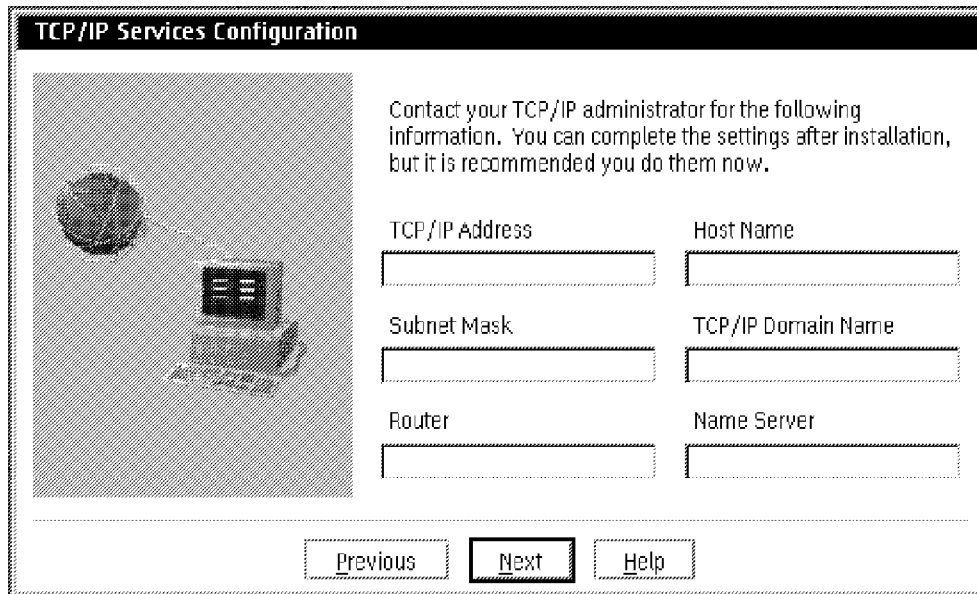 TCP/IP Services Configuration
Contact your TCP/IP administrator for the following
information. You can complete the settings after installation,
but it is recommended you do them now.
TCP/IP Address
Host Name
Subnet Mask
TCP/IP Domain Name
Router
Name Server
Previous
Next
Help